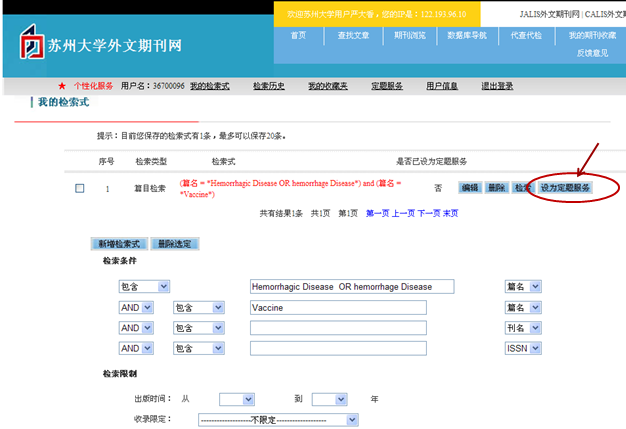 欢迎苏州大学用户严大香，您的IP是：122.193.96.10
JALIS外文期刊网 | CALIS外文期
苏州大学外文期刊网
首页 查找文章 期刊浏览 数据库导航 代查代检 我的期刊收藏
反馈意见
★ 个性化服务 用户名：36700096 我的检索式 检索历史 我的收藏夹 定题服务 用户信息 退出登录
我的检索式
提示：目前您保存的检索式有1条，最多可以保存20条。
序号 检索类型 检索式 是否已设为定题服务
1 篇目检索 (篇名 = *Hemorrhagic Disease OR hemorrhage Disease*) and (篇名 = *Vaccine*) 否 编辑 删除 检索 设为定题服务
共有结果1条 共1页 第1页 第一页 上一页 下一页 末页
新增检索式 删除选定
检索条件
包含 Hemorrhagic Disease OR hemorrhage Disease 篇名
AND 包含 Vaccine 篇名
AND 包含 刊名
AND 包含 ISSN
检索限制
出版时间： 从 到 年
收录限定： -------------------不限定-------------------